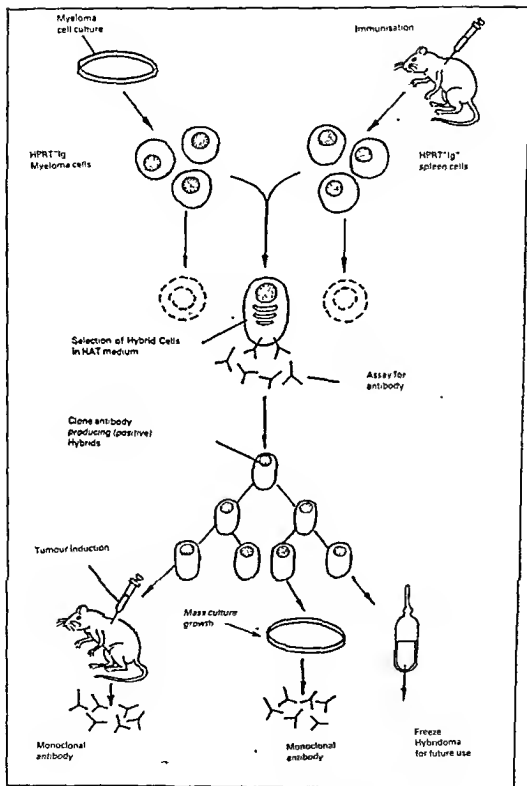 Myeloma
cell culture
Immunisation
HPRT⁻Ig
Myeloma cells
HPRT⁺Ig⁺
spleen cells
Selection of Hybrid Cells
in HAT medium
Assay for
antibody
Clone antibody
producing (positive)
Hybrids
Tumour Induction
Mass culture
growth
Monoclonal
antibody
Monoclonal
antibody
Freeze
Hybridoma
for future use